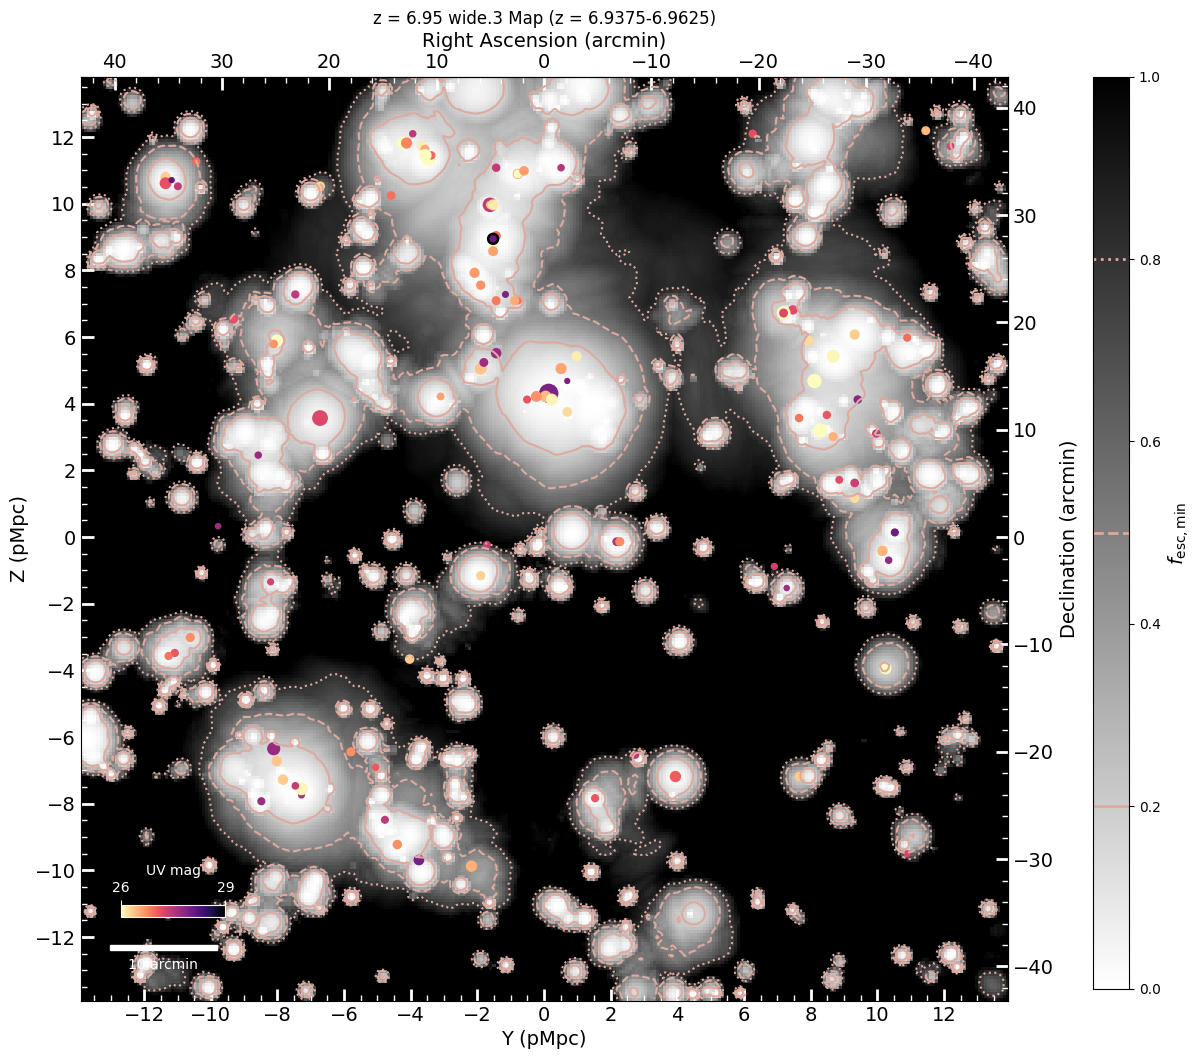 z = 6.95 wide.3 Map (z = 6.9375-6.9625)
Right Ascension (arcmin)
40 30 20 10 0 −10 −20 −30 −40
12
10
8
6
4
2
0
−2
−4
−6
−8
−10
−12
Z (pMpc)
40
30
20
10
0
−10
−20
−30
−40
Declination (arcmin)
UV mag
26 29
10 arcmin
−12 −10 −8 −6 −4 −2 0 2 4 6 8 10 12
Y (pMpc)
1.0
0.8
0.6
0.4
0.2
0.0
fesc,min